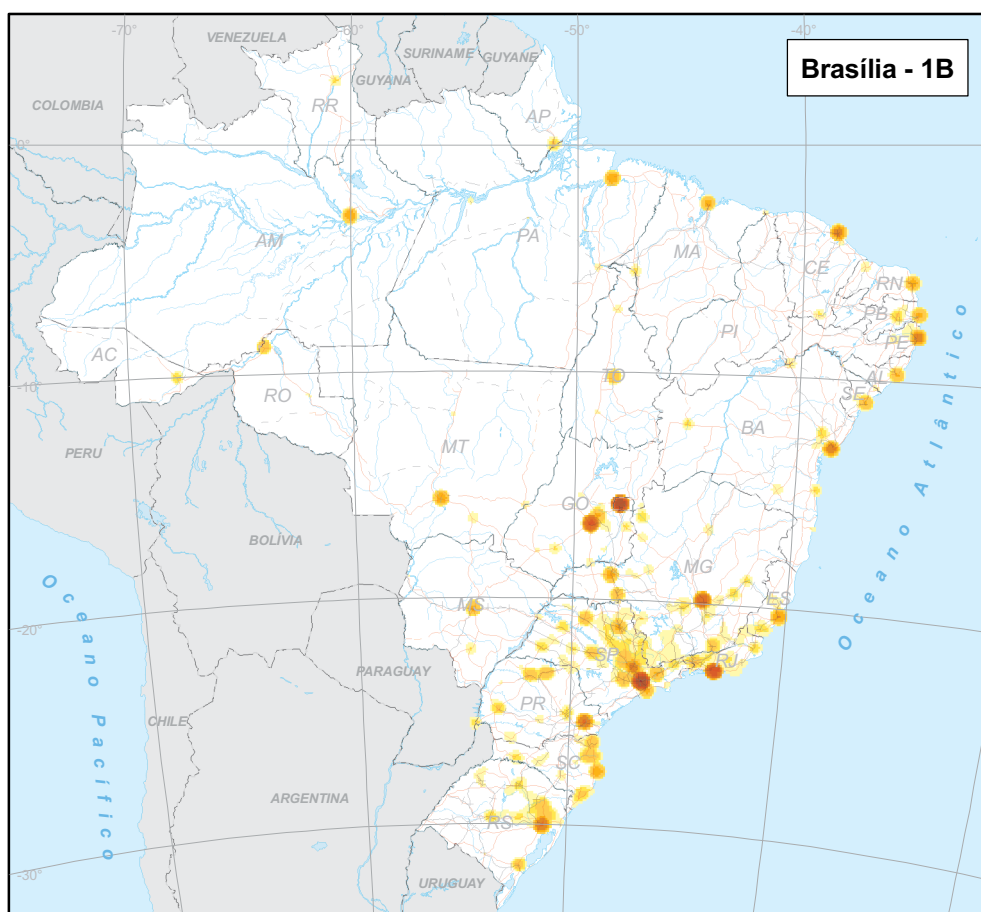 -70°
-60°
-50°
-40°
VENEZUELA
SURINAME
GUYANE
GUYANA
COLOMBIA
Brasília - 1B
RR
AP
-0°
AM
PA
MA
CE
RN
PB
PI
PE
AC
AL
TO
SE
-10°
RO
BA
MT
PERU
GO
BOLÍVIA
MG
MS
ES
-20°
SP
RJ
PARAGUAY
PR
CHILE
SC
ARGENTINA
RS
-30°
URUGUAY
Oceano Pacífico
Oceano Atlântico